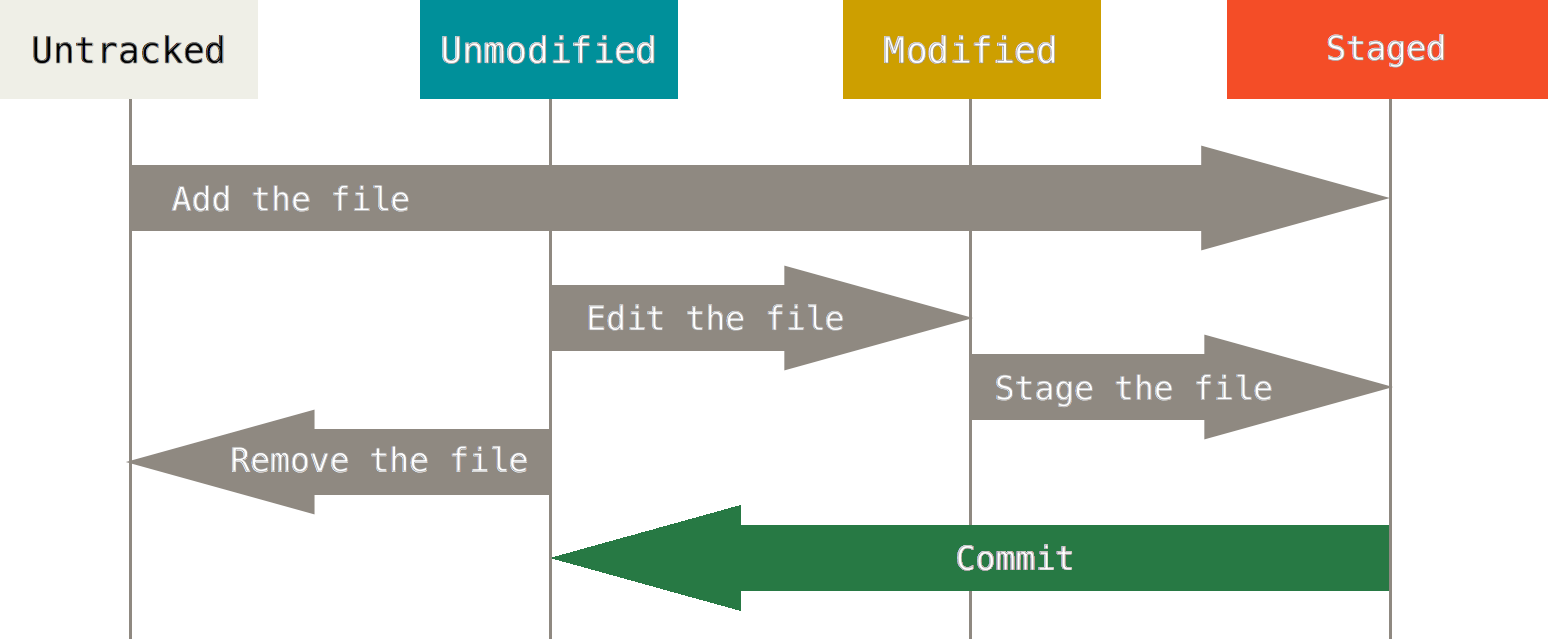 Untracked
Unmodified
Modified
Staged
Add the file
Edit the file
Stage the file
Remove the file
Commit